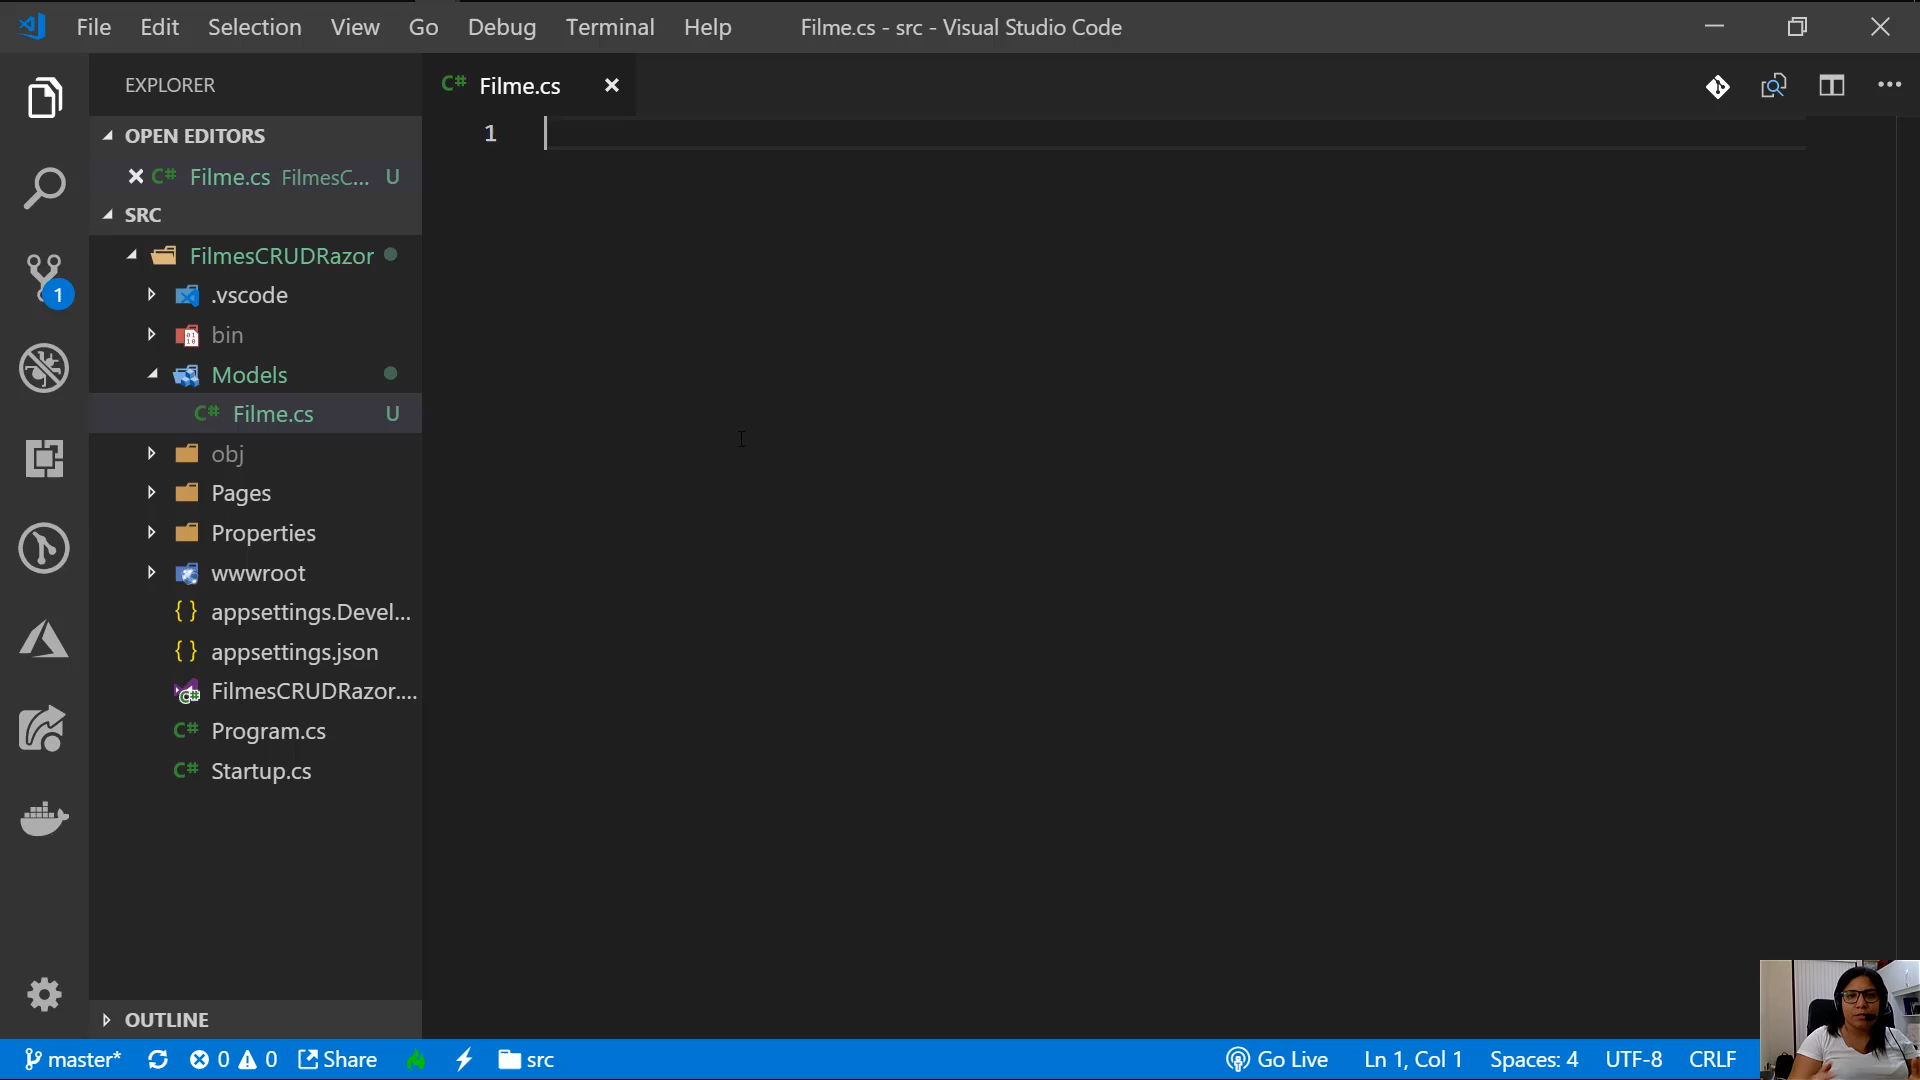 File Edit Selection View Go Debug Terminal Help Filme.cs - src - Visual Studio Code
EXPLORER
C# Filme.cs
OPEN EDITORS
C# Filme.cs FilmesC... U
SRC
FilmesCRUDRazor
.vscode
bin
Models
C# Filme.cs U
obj
Pages
Properties
wwwroot
{ } appsettings.Devel...
{ } appsettings.json
FilmesCRUDRazor....
C# Program.cs
C# Startup.cs
OUTLINE
1
1
master* 0 0 Share src Go Live Ln 1, Col 1 Spaces: 4 UTF-8 CRLF